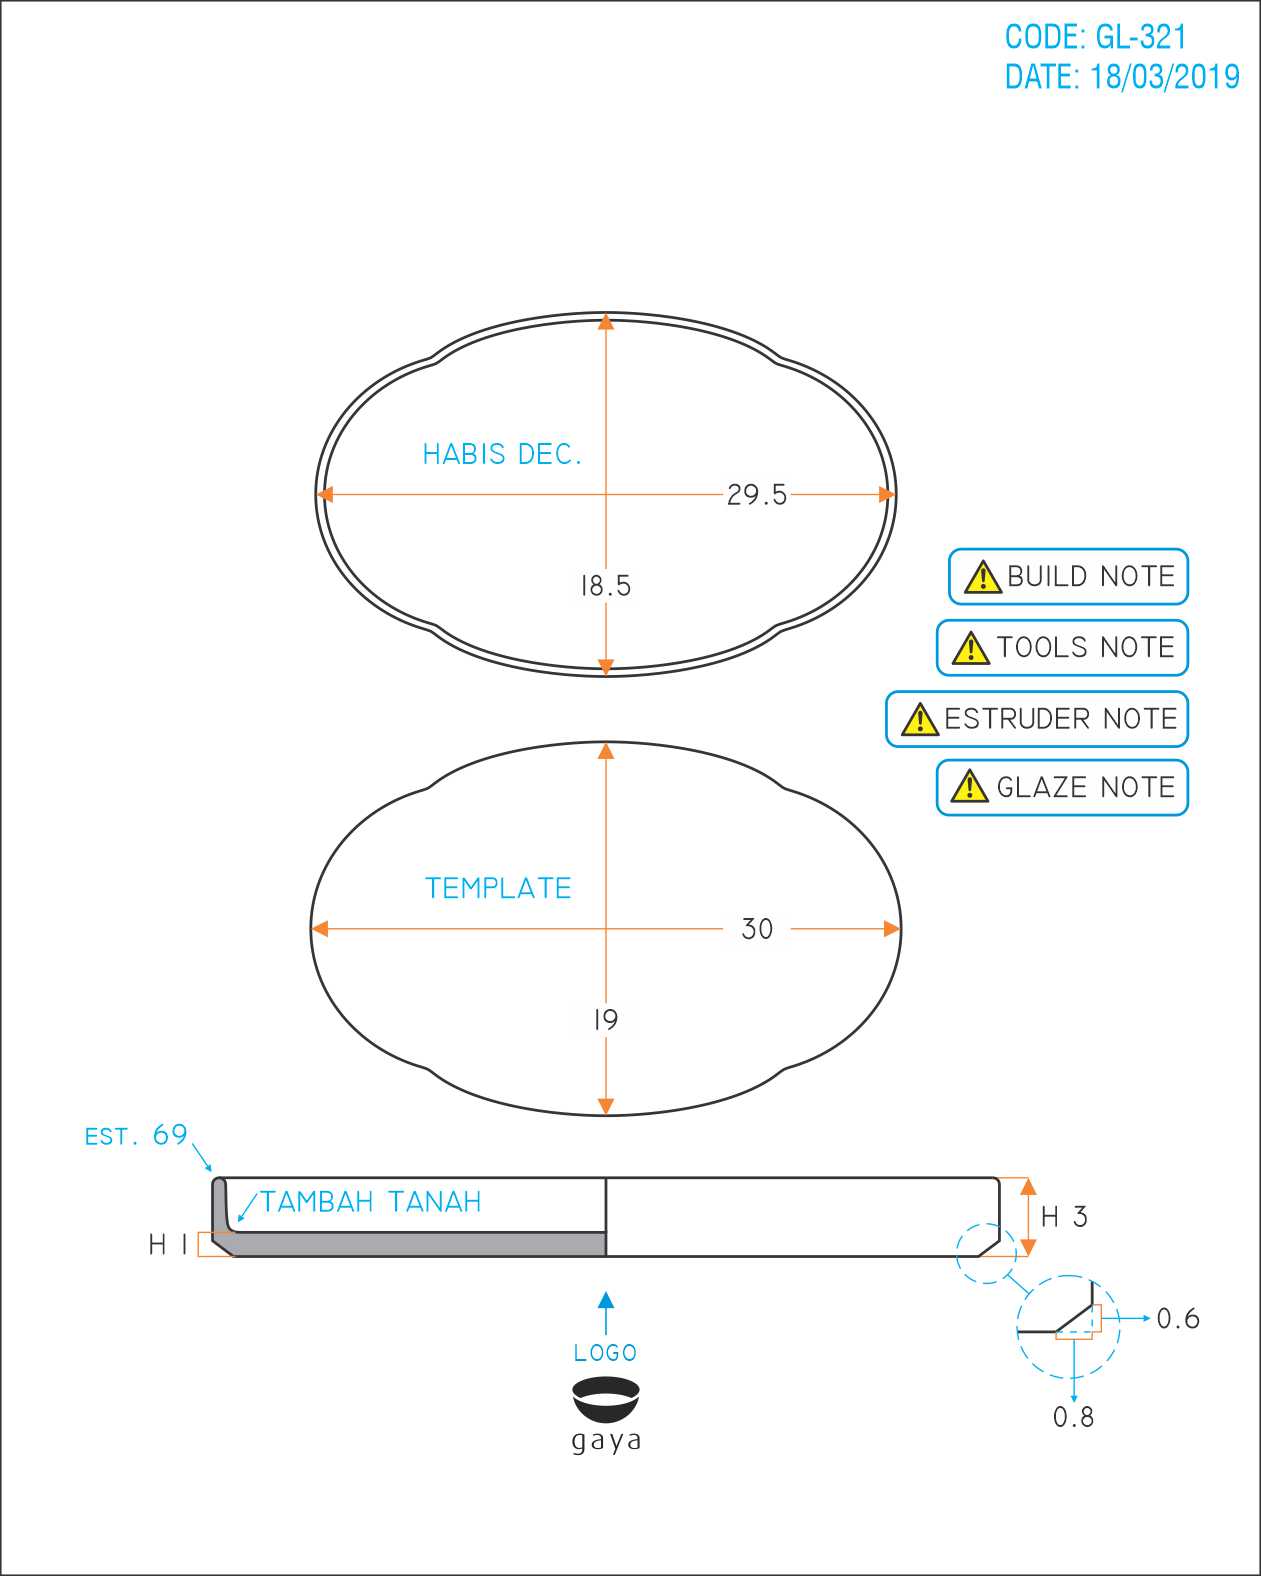 CODE: GL-321
DATE: 18/03/2019
HABIS DEC.
29.5
18.5
BUILD NOTE
TOOLS NOTE
ESTRUDER NOTE
GLAZE NOTE
TEMPLATE
30
19
EST. 69
TAMBAH TANAH
H 1
H 3
0.6
0.8
LOGO
gaya